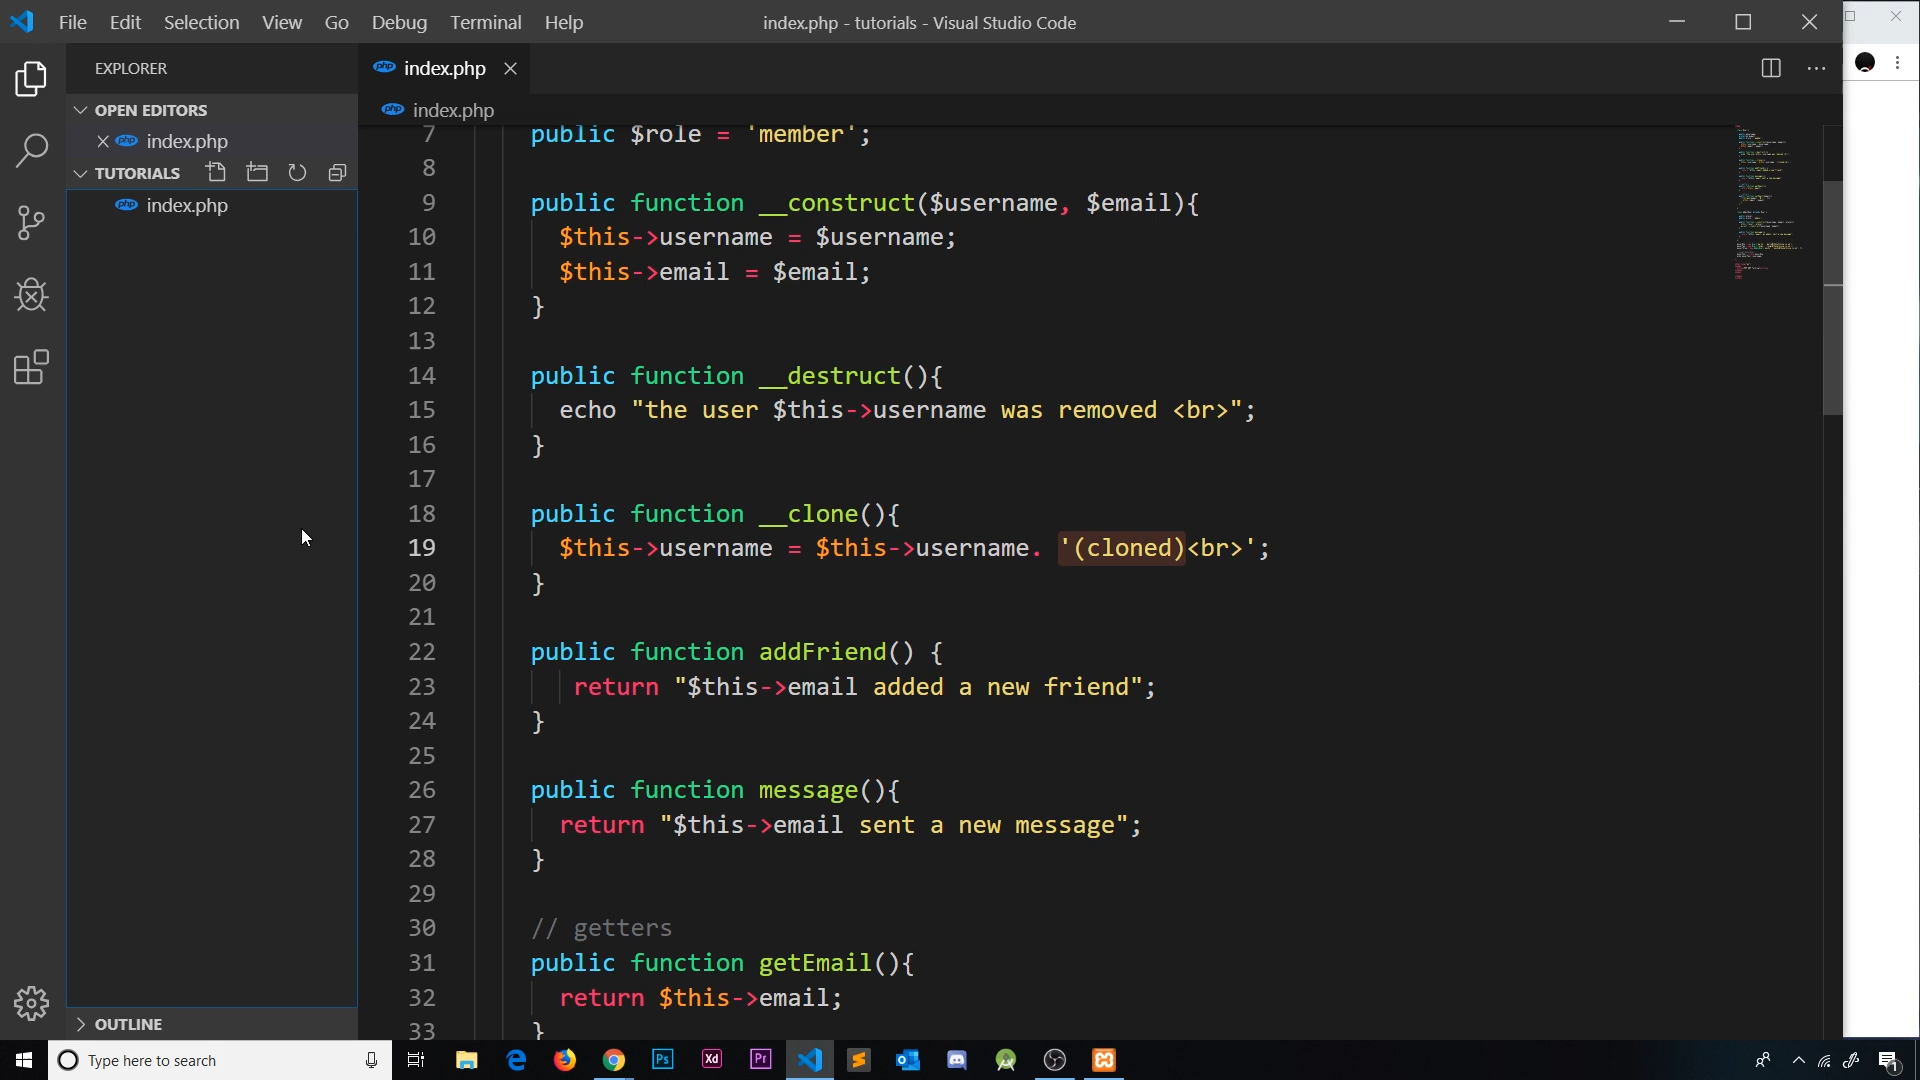 File Edit Selection View Go Debug Terminal Help
index.php - tutorials - Visual Studio Code
EXPLORER
OPEN EDITORS
index.php
TUTORIALS
index.php
OUTLINE
index.php
index.php
7 public $role = 'member';
8
9 public function __construct($username, $email){
10 $this->username = $username;
11 $this->email = $email;
12 }
13
14 public function __destruct(){
15 echo "the user $this->username was removed <br>";
16 }
17
18 public function __clone(){
19 $this->username = $this->username. '(cloned)<br>';
20 }
21
22 public function addFriend() {
23 return "$this->email added a new friend";
24 }
25
26 public function message(){
27 return "$this->email sent a new message";
28 }
29
30 // getters
31 public function getEmail(){
32 return $this->email;
33 }
Type here to search
Ps
Xd
Pr
1